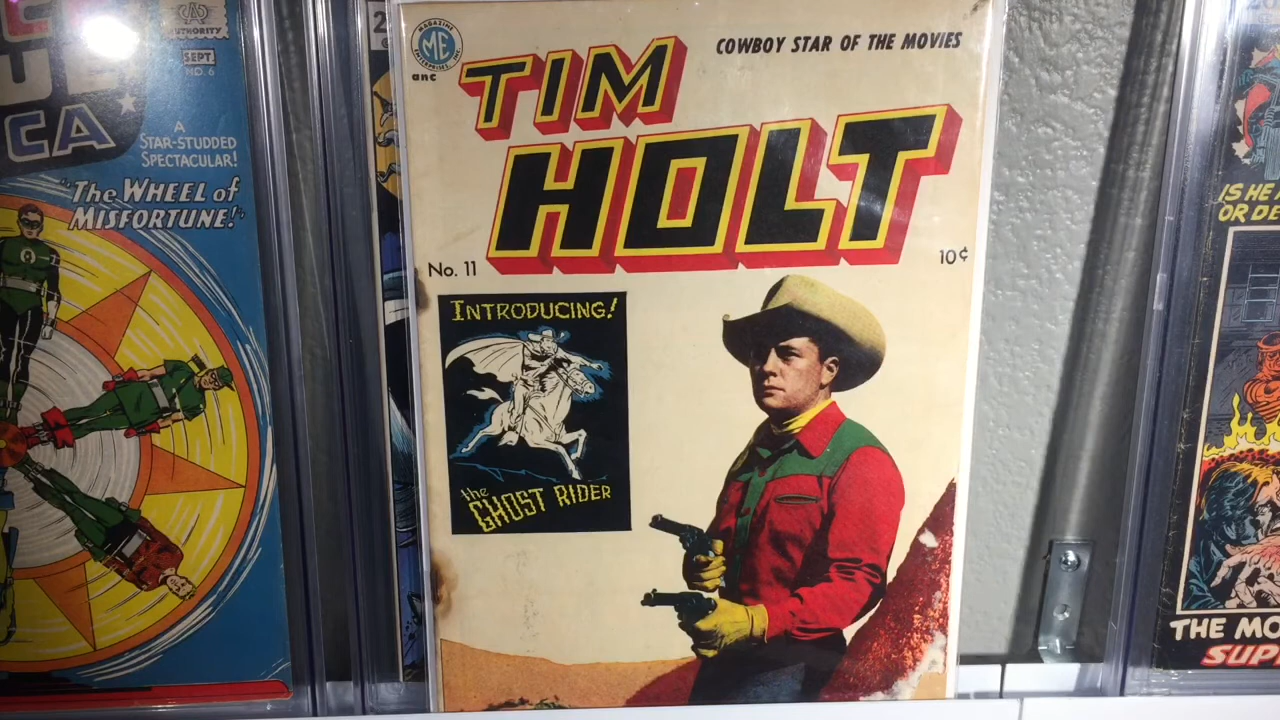 CA
AUTHORITY
SEPT.
NO. 6
A
STAR-STUDDED
SPECTACULAR!
"The WHEEL of
MISFORTUNE!"
MAGAZINE
ME
ENTERPRISES, INC.
anc
COWBOY STAR OF THE MOVIES
TIM
HOLT
No. 11
10¢
INTRODUCING!
the
GHOST RIDER
IS HE
OR DE
THE MO
SUP